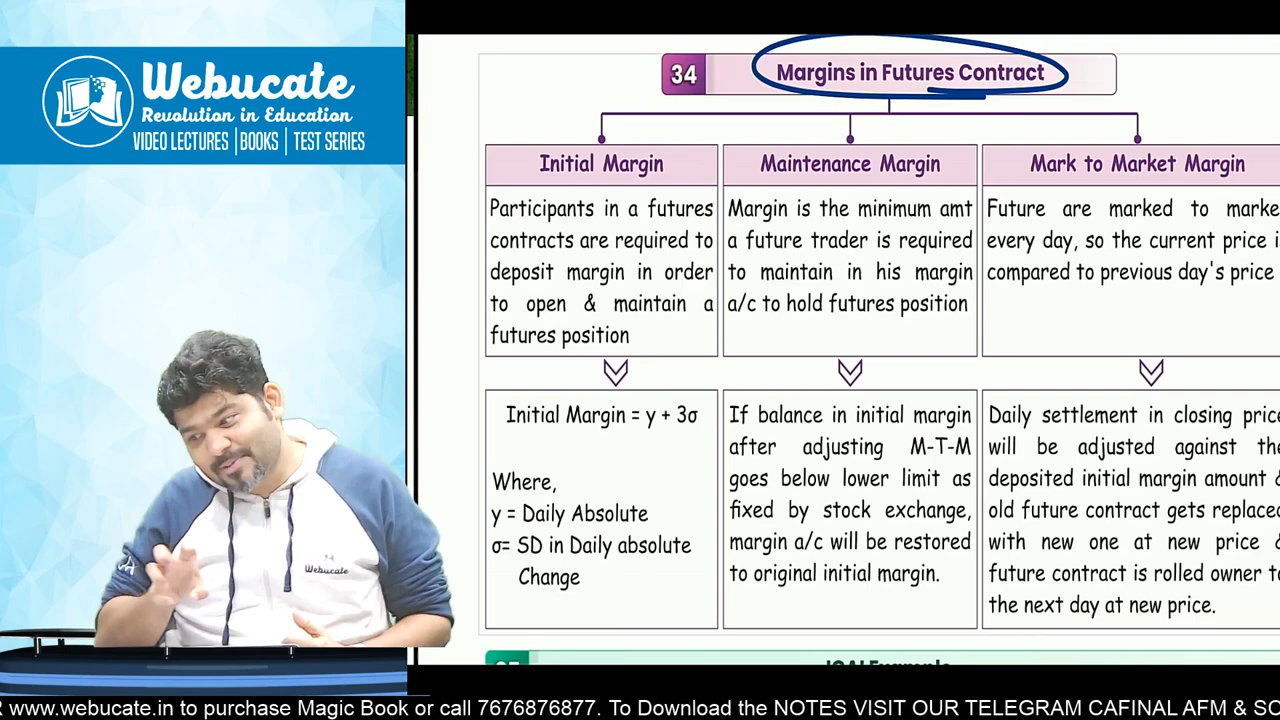 Webucate
Revolution in Education
VIDEO LECTURES | BOOKS | TEST SERIES
34
Margins in Futures Contract
Initial Margin
Participants in a futures
contracts are required to
deposit margin in order
to open & maintain a
futures position
Initial Margin = y + 3σ
Where,
y = Daily Absolute
σ= SD in Daily absolute
Change
Maintenance Margin
Margin is the minimum amt
a future trader is required
to maintain in his margin
a/c to hold futures position
If balance in initial margin
after adjusting M-T-M
goes below lower limit as
fixed by stock exchange,
margin a/c will be restored
to original initial margin.
Mark to Market Margin
Future are marked to marke
every day, so the current price i
compared to previous day's price
Daily settlement in closing price
will be adjusted against the
deposited initial margin amount &
old future contract gets replaced
with new one at new price &
future contract is rolled owner to
the next day at new price.
Webucate
R www.webucate.in to purchase Magic Book or call 7676876877. To Download the NOTES VISIT OUR TELEGRAM CAFINAL AFM & SC